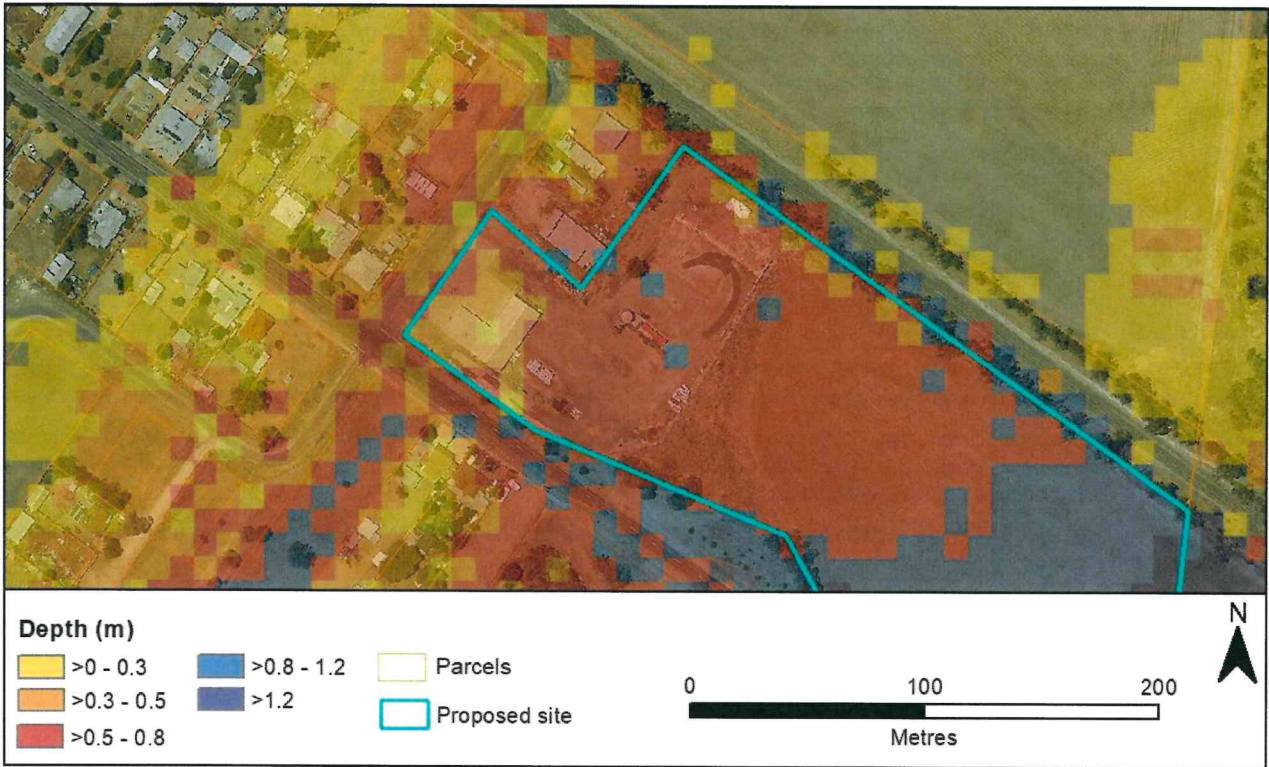 Depth (m)
>0 - 0.3
>0.3 - 0.5
>0.5 - 0.8
>0.8 - 1.2
>1.2
Parcels
Proposed site
0 100 200
Metres
N